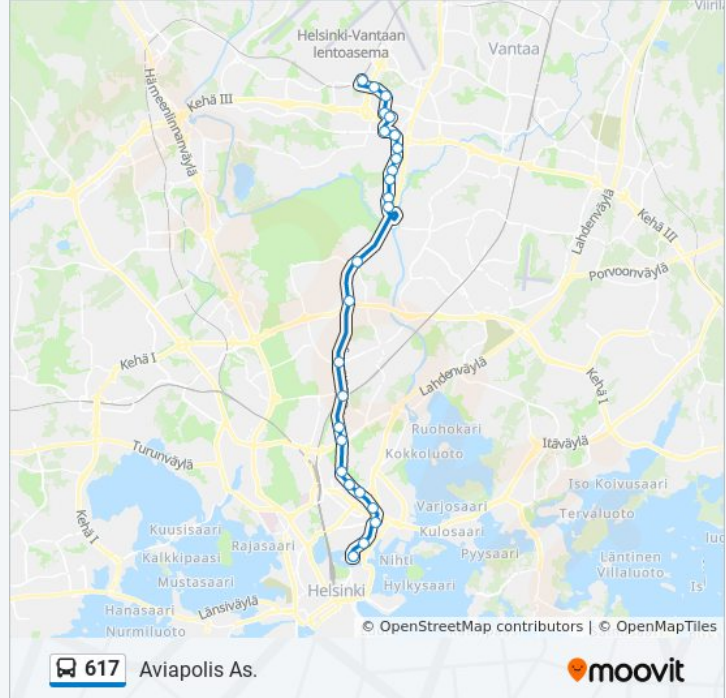 Viirila
Helsinki-Vantaan
lentoasema
Vantaa
Hämeenlinnanväylä
Kehä III
Lahdenväylä
Kehä III
Porvoonväylä
Kehä I
Lahdenväylä
Kehä I
Ruohokari
Kokkoluoto
Turunväylä
Itäväylä
Iso Koivusaari
Varjosaari
Tervaluoto
Kehä I
Kuusisaari
Rajasaari
Kulosaari
Kalkkipaasi
Nihti
Pyysaari
Läntinen
Villaluoto
Mustasaari
Hylkysaari
Helsinki
Hanasaari
Länsiväylä
Nurmiluoto
© OpenStreetMap contributors | © OpenMapTiles
617 Aviapolis As.
moovit